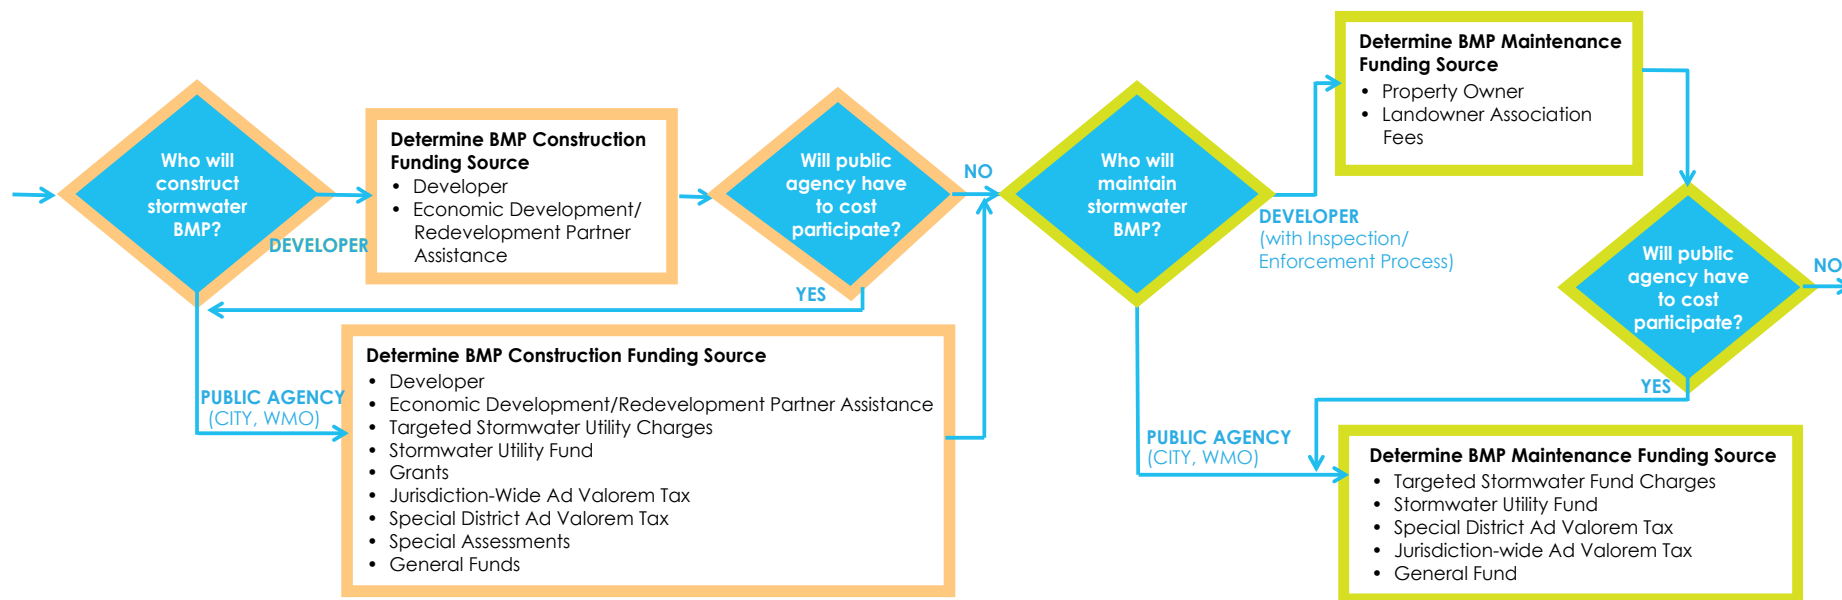 Who will
construct
stormwater
BMP?
DEVELOPER
Determine BMP Construction
Funding Source
• Developer
• Economic Development/
Redevelopment Partner
Assistance
Will public
agency have
to cost
participate?
NO
YES
PUBLIC AGENCY
(CITY, WMO)
Determine BMP Construction Funding Source
• Developer
• Economic Development/Redevelopment Partner Assistance
• Targeted Stormwater Utility Charges
• Stormwater Utility Fund
• Grants
• Jurisdiction-Wide Ad Valorem Tax
• Special District Ad Valorem Tax
• Special Assessments
• General Funds
Who will
maintain
stormwater
BMP?
DEVELOPER
(with Inspection/
Enforcement Process)
Determine BMP Maintenance
Funding Source
• Property Owner
• Landowner Association
Fees
Will public
agency have
to cost
participate?
NO
YES
PUBLIC AGENCY
(CITY, WMO)
Determine BMP Maintenance Funding Source
• Targeted Stormwater Fund Charges
• Stormwater Utility Fund
• Special District Ad Valorem Tax
• Jurisdiction-wide Ad Valorem Tax
• General Fund